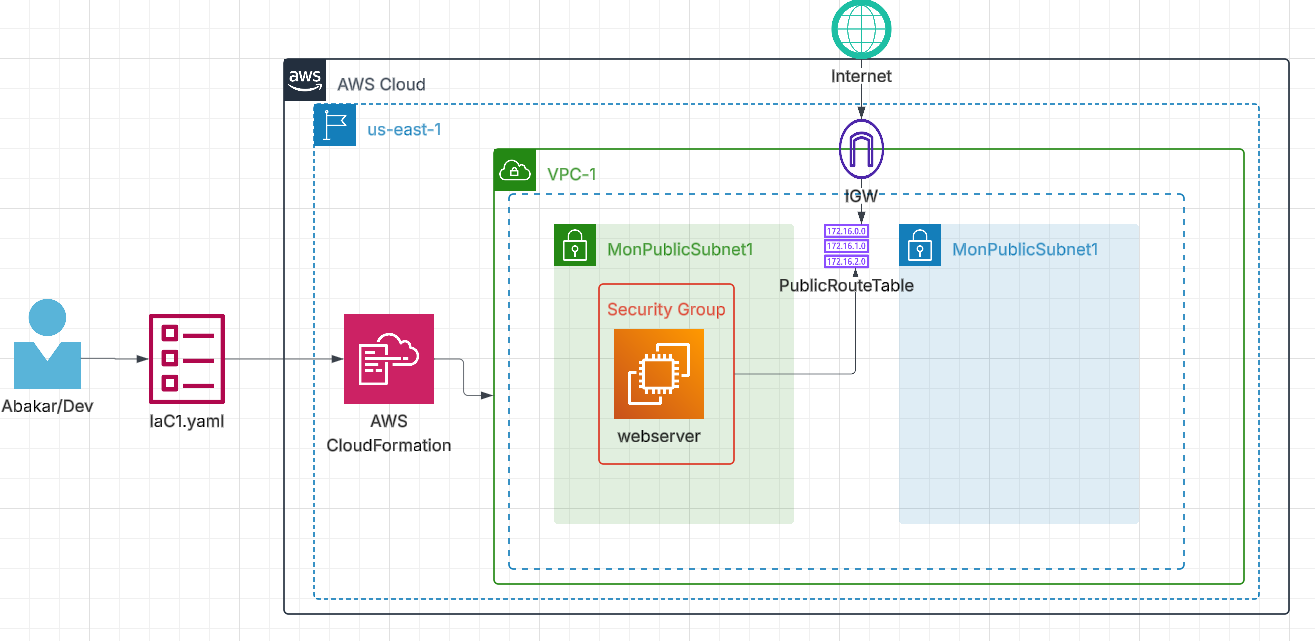 Internet
aws
AWS Cloud
us-east-1
VPC-1
IGW
MonPublicSubnet1
172.16.0.0
172.16.1.0
172.16.2.0
MonPublicSubnet1
PublicRouteTable
Security Group
webserver
Abakar/Dev
IaC1.yaml
AWS
CloudFormation